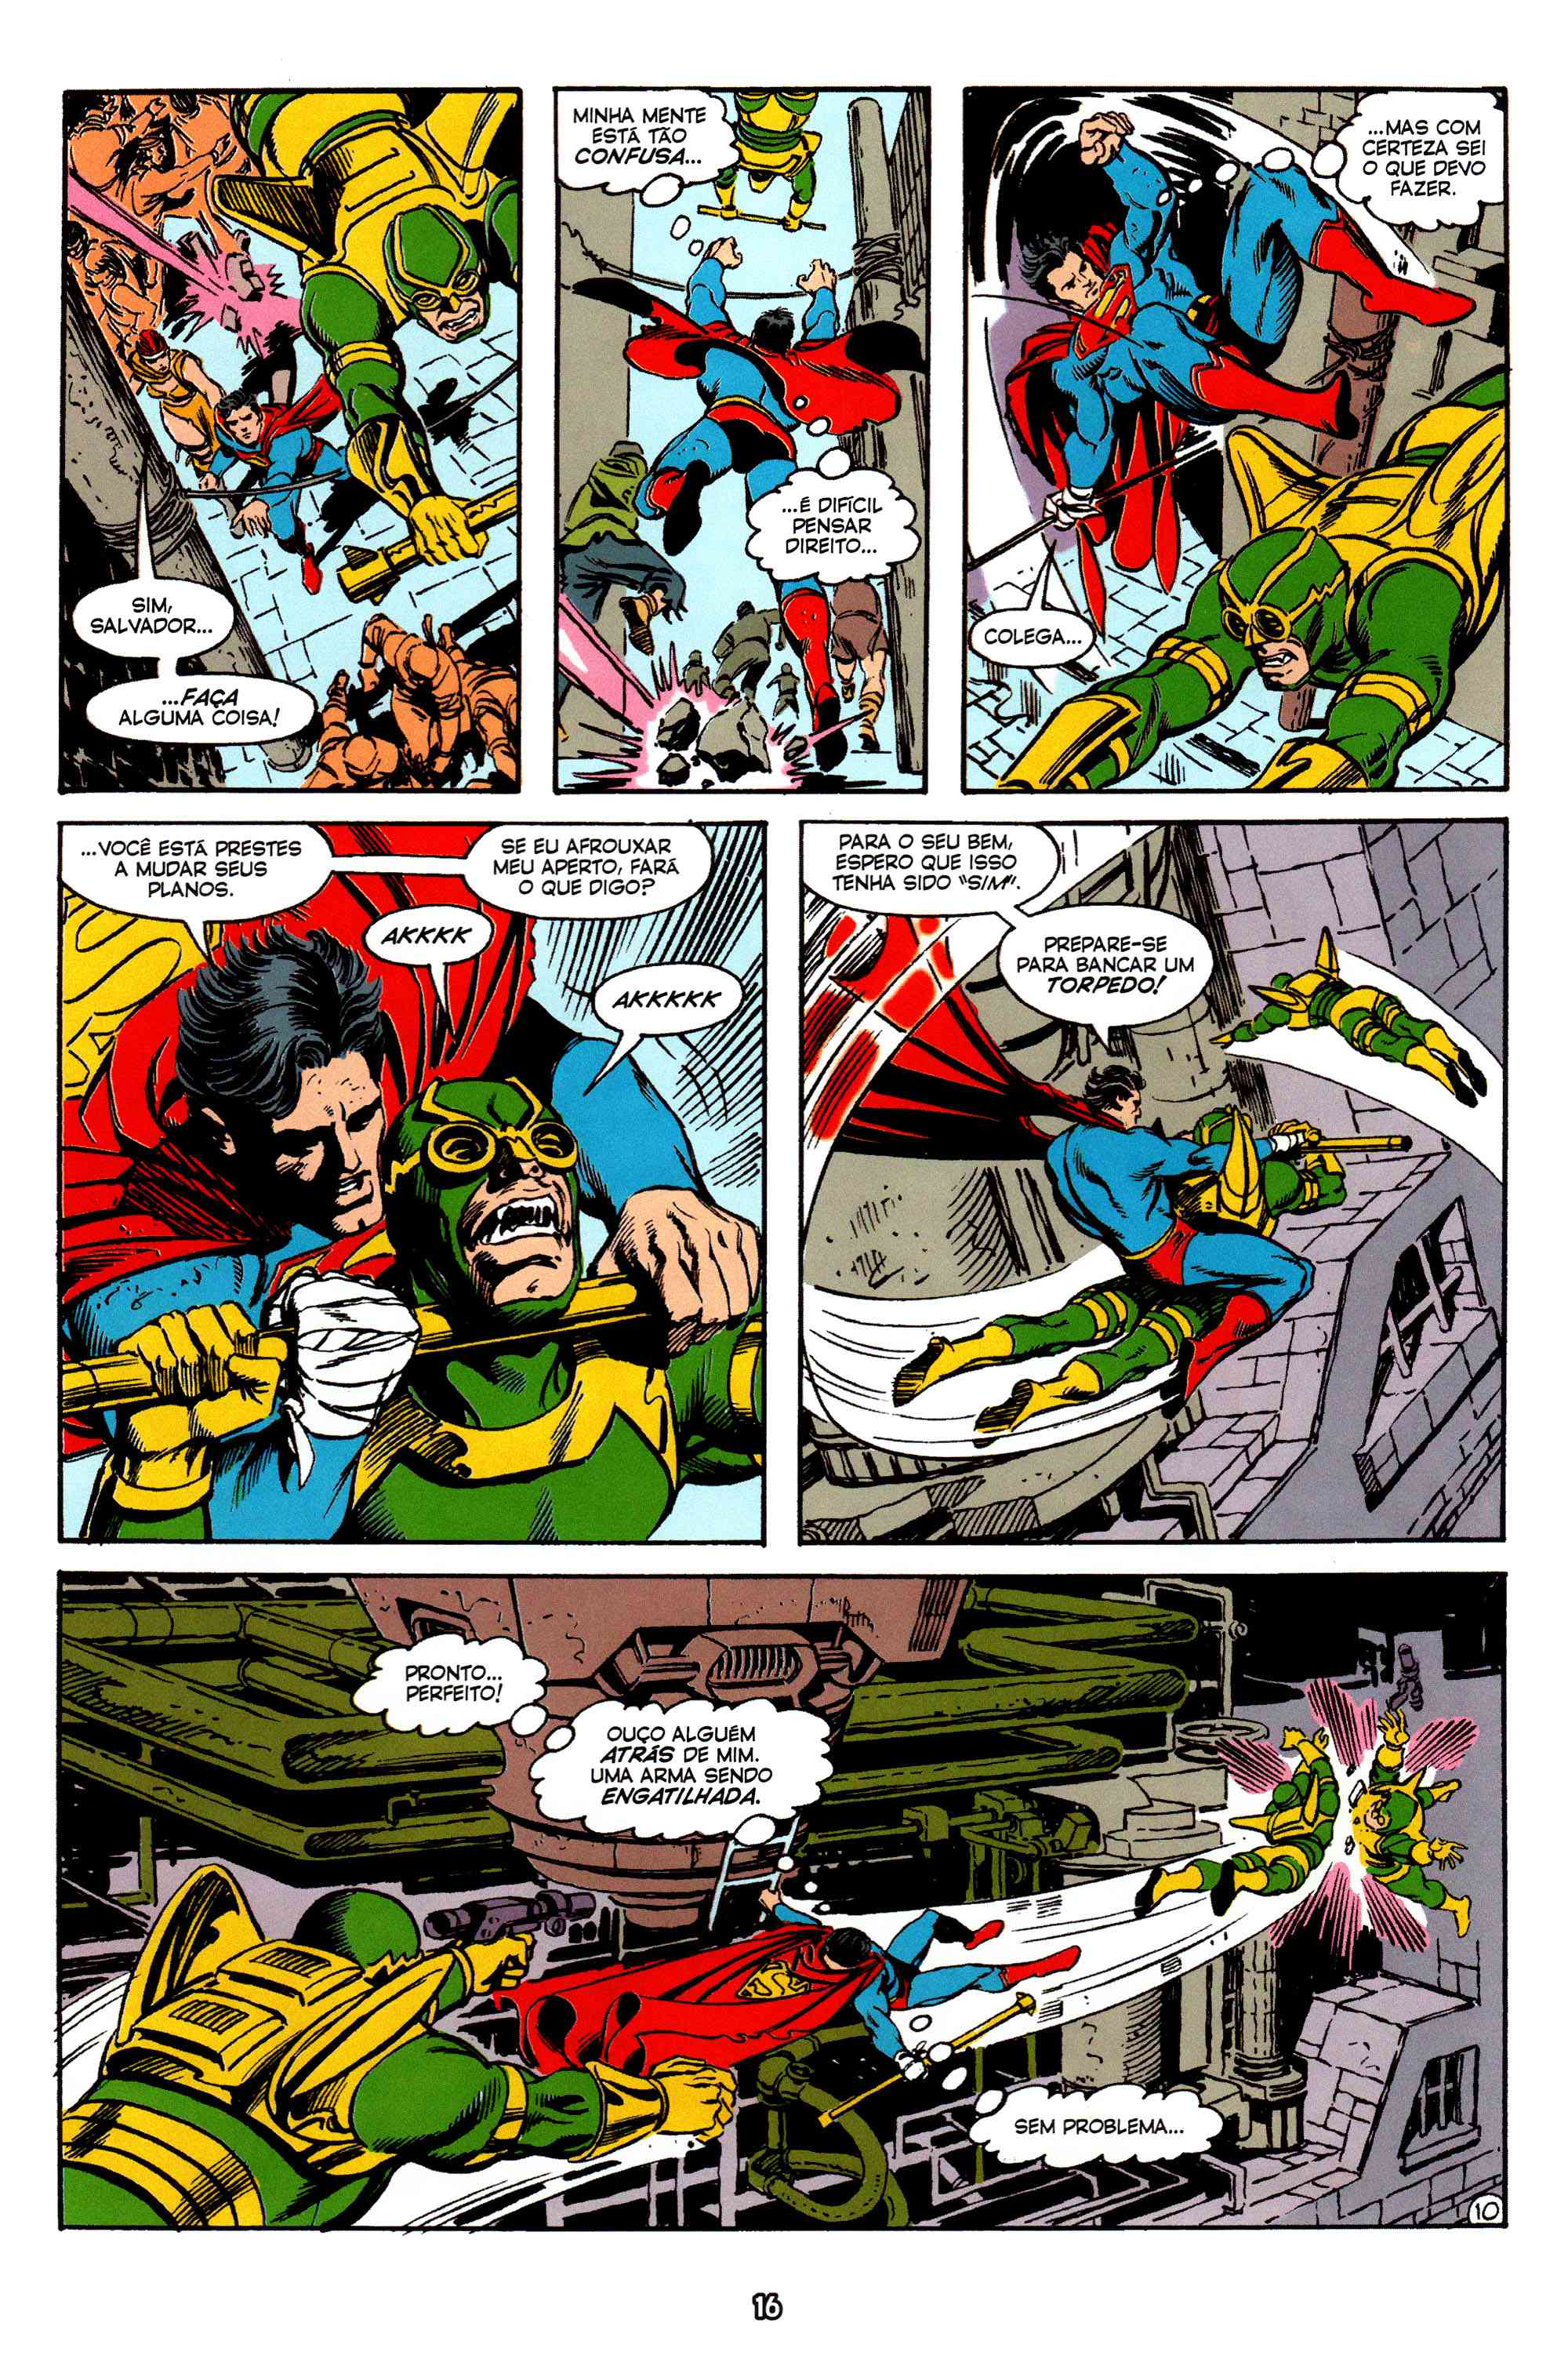 SIM,
SALVADOR...
...FAÇA
ALGUMA COISA!
MINHA MENTE
ESTÁ TÃO
CONFUSA...
...É DIFÍCIL
PENSAR
DIREITO...
...MAS COM
CERTEZA SEI
O QUE DEVO
FAZER.
COLEGA...
...VOCÊ ESTÁ PRESTES
A MUDAR SEUS
PLANOS.
SE EU AFROUXAR
MEU APERTO, FARÁ
O QUE DIGO?
AKKKK
AKKKKK
PARA O SEU BEM,
ESPERO QUE ISSO
TENHA SIDO "SIM".
PREPARE-SE
PARA BANCAR UM
TORPEDO!
PRONTO...
PERFEITO!
OUÇO ALGUÉM
ATRÁS DE MIM.
UMA ARMA SENDO
ENGATILHADA.
SEM PROBLEMA...
10
16